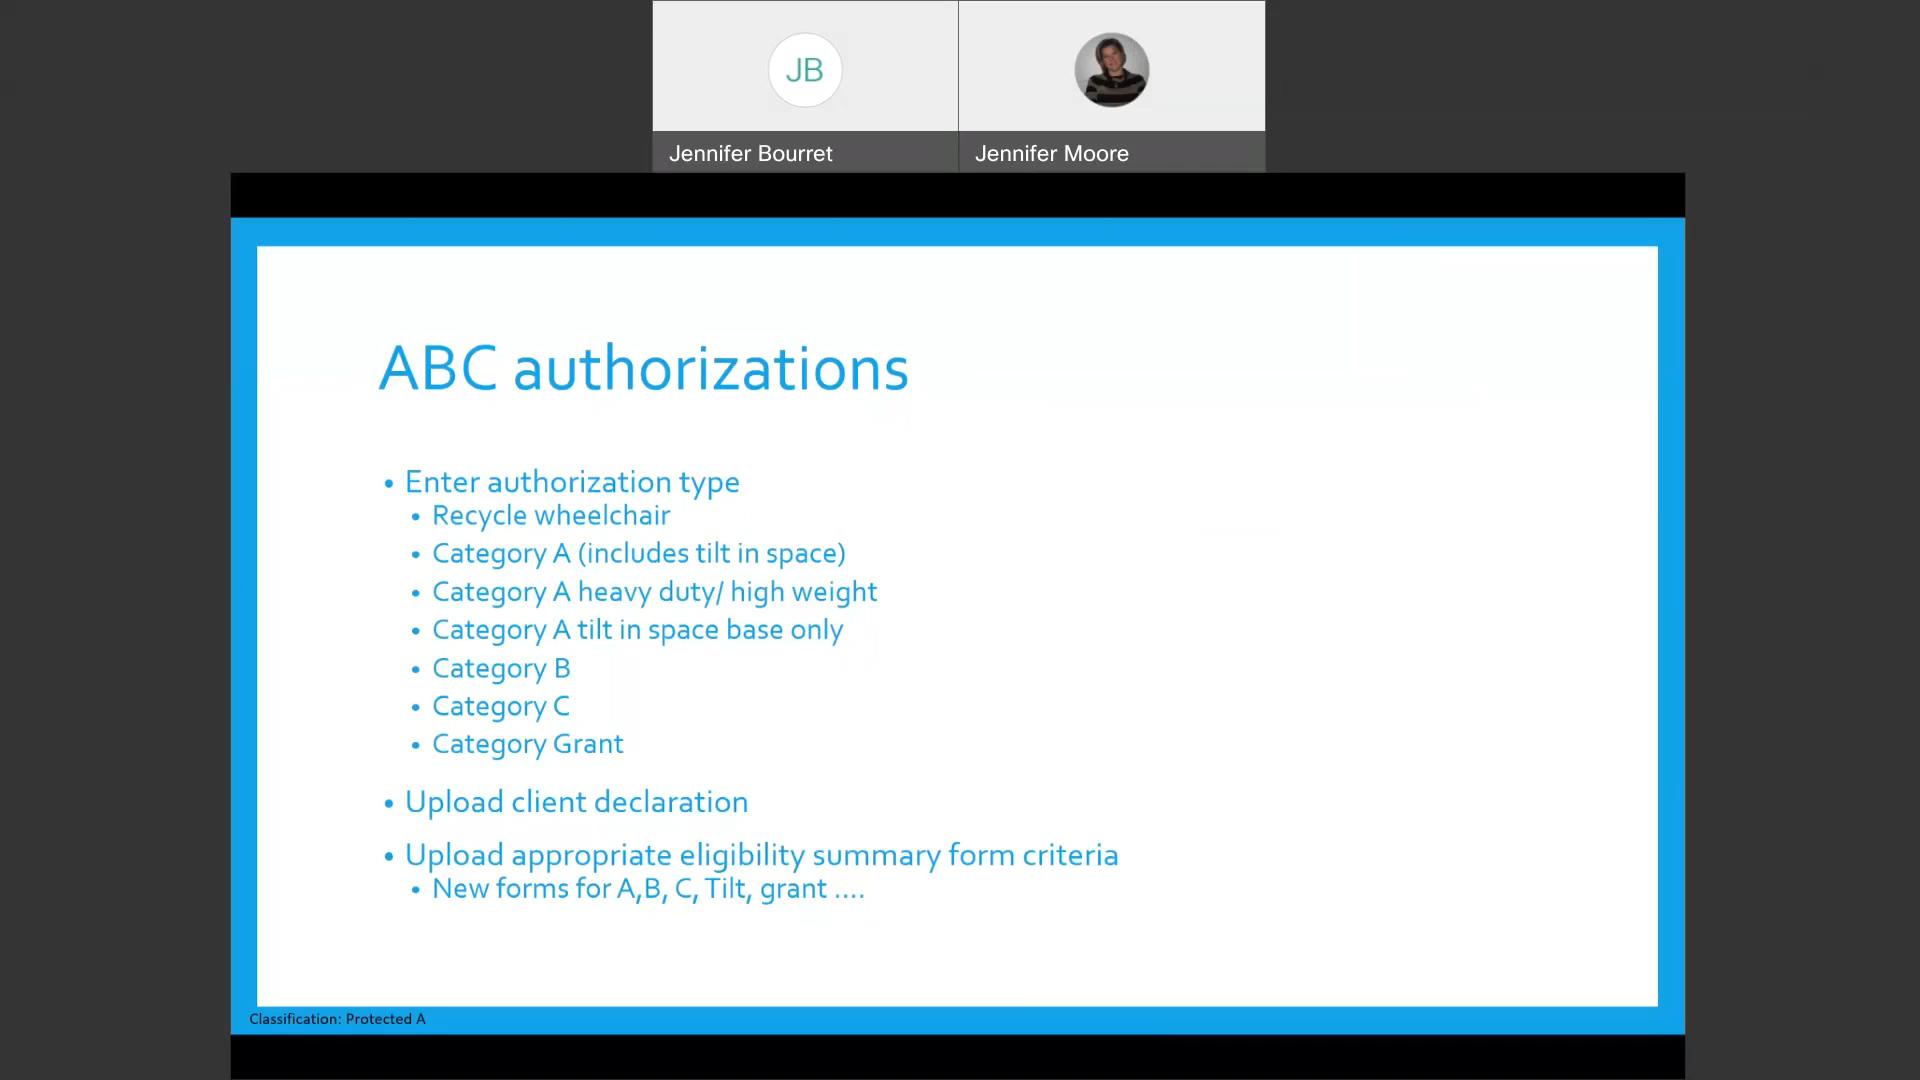 JB
Jennifer Bourret
Jennifer Moore
ABC authorizations
• Enter authorization type
• Recycle wheelchair
• Category A (includes tilt in space)
• Category A heavy duty/ high weight
• Category A tilt in space base only
• Category B
• Category C
• Category Grant
• Upload client declaration
• Upload appropriate eligibility summary form criteria
• New forms for A,B, C, Tilt, grant ....
Classification: Protected A